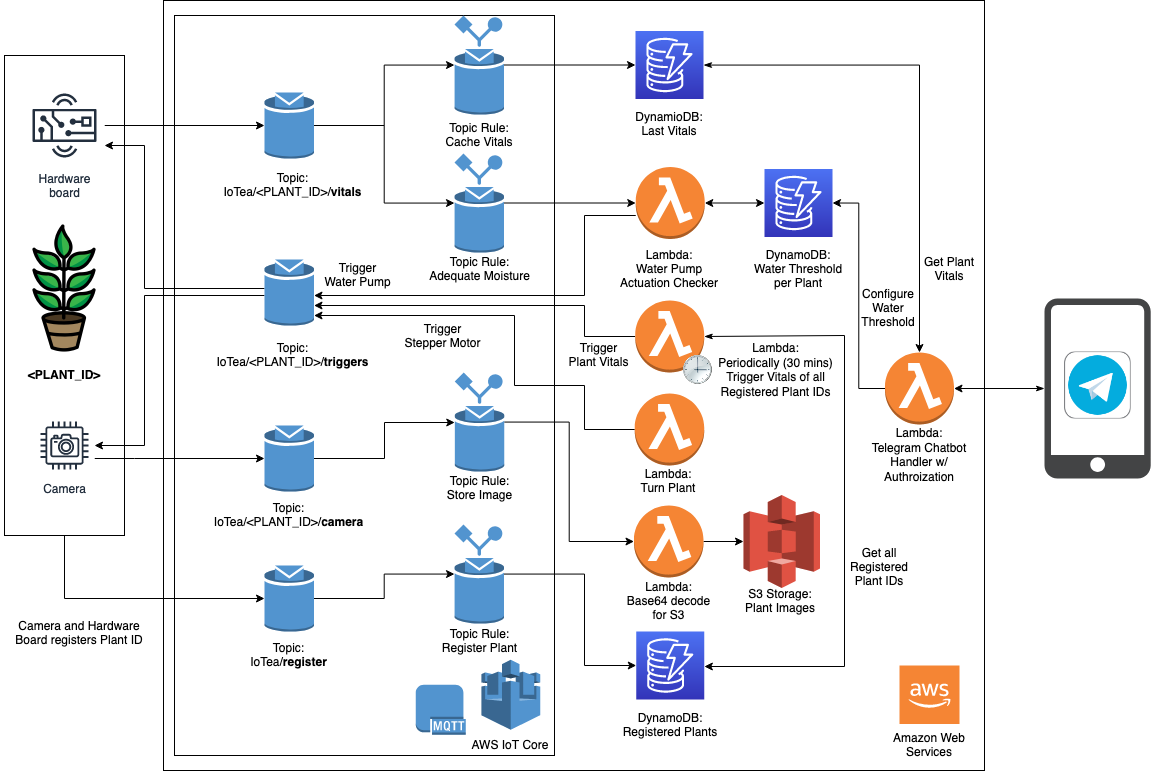 Hardware
board
<PLANT_ID>
Camera
Camera and Hardware
Board registers Plant ID
Topic:
IoTea/<PLANT_ID>/vitals
Topic Rule:
Cache Vitals
Topic Rule:
Adequate Moisture
Trigger
Water Pump
Topic:
IoTea/<PLANT_ID>/triggers
Trigger
Stepper Motor
Topic:
IoTea/<PLANT_ID>/camera
Topic Rule:
Store Image
Topic:
IoTea/register
Topic Rule:
Register Plant
MQTT
AWS IoT Core
DynamioDB:
Last Vitals
Lambda:
Water Pump
Actuation Checker
DynamoDB:
Water Threshold
per Plant
Trigger
Plant Vitals
Lambda:
Periodically (30 mins)
Trigger Vitals of all
Registered Plant IDs
Lambda:
Turn Plant
Lambda:
Base64 decode
for S3
S3 Storage:
Plant Images
DynamoDB:
Registered Plants
Get Plant
Vitals
Configure
Water
Threshold
Lambda:
Telegram Chatbot
Handler w/
Authroization
Get all
Registered
Plant IDs
aws
Amazon Web
Services